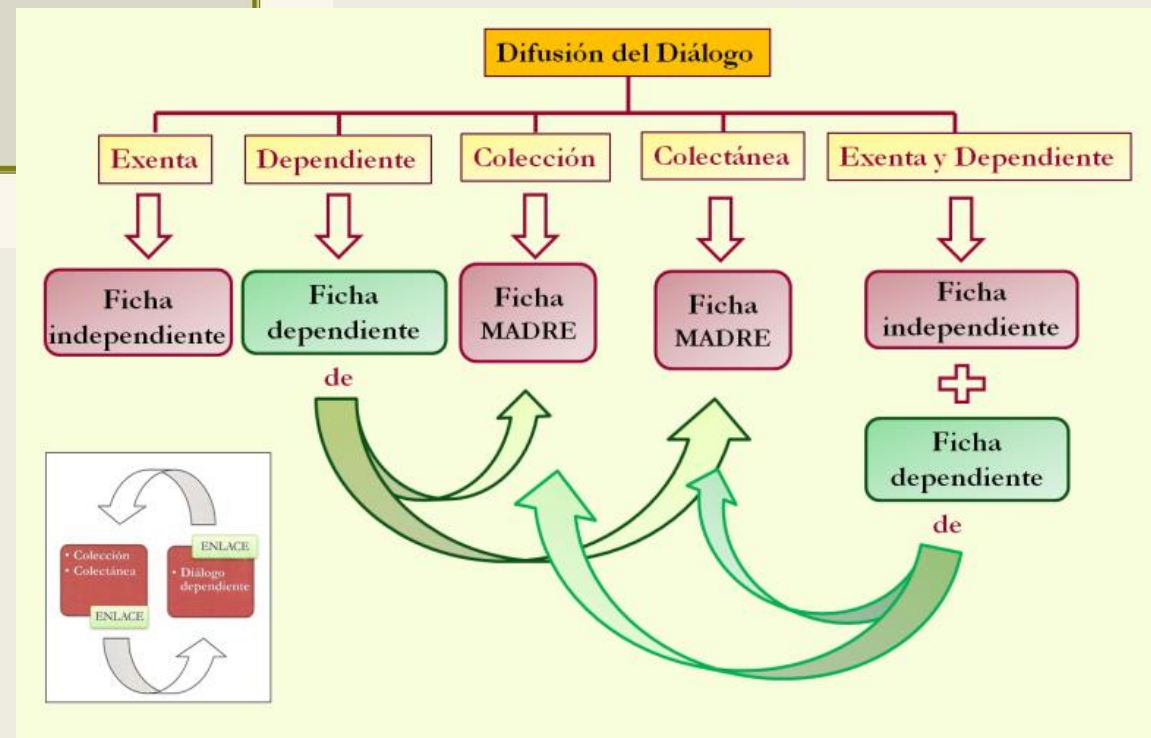 Difusión del Diálogo
Exenta
Dependiente
Colección
Colectánea
Exenta y Dependiente
Ficha
independiente
Ficha
dependiente
Ficha
MADRE
Ficha
MADRE
Ficha
independiente
de
Ficha
dependiente
de
• Colección
• Colectánea
ENLACE
ENLACE
• Diálogo
dependiente